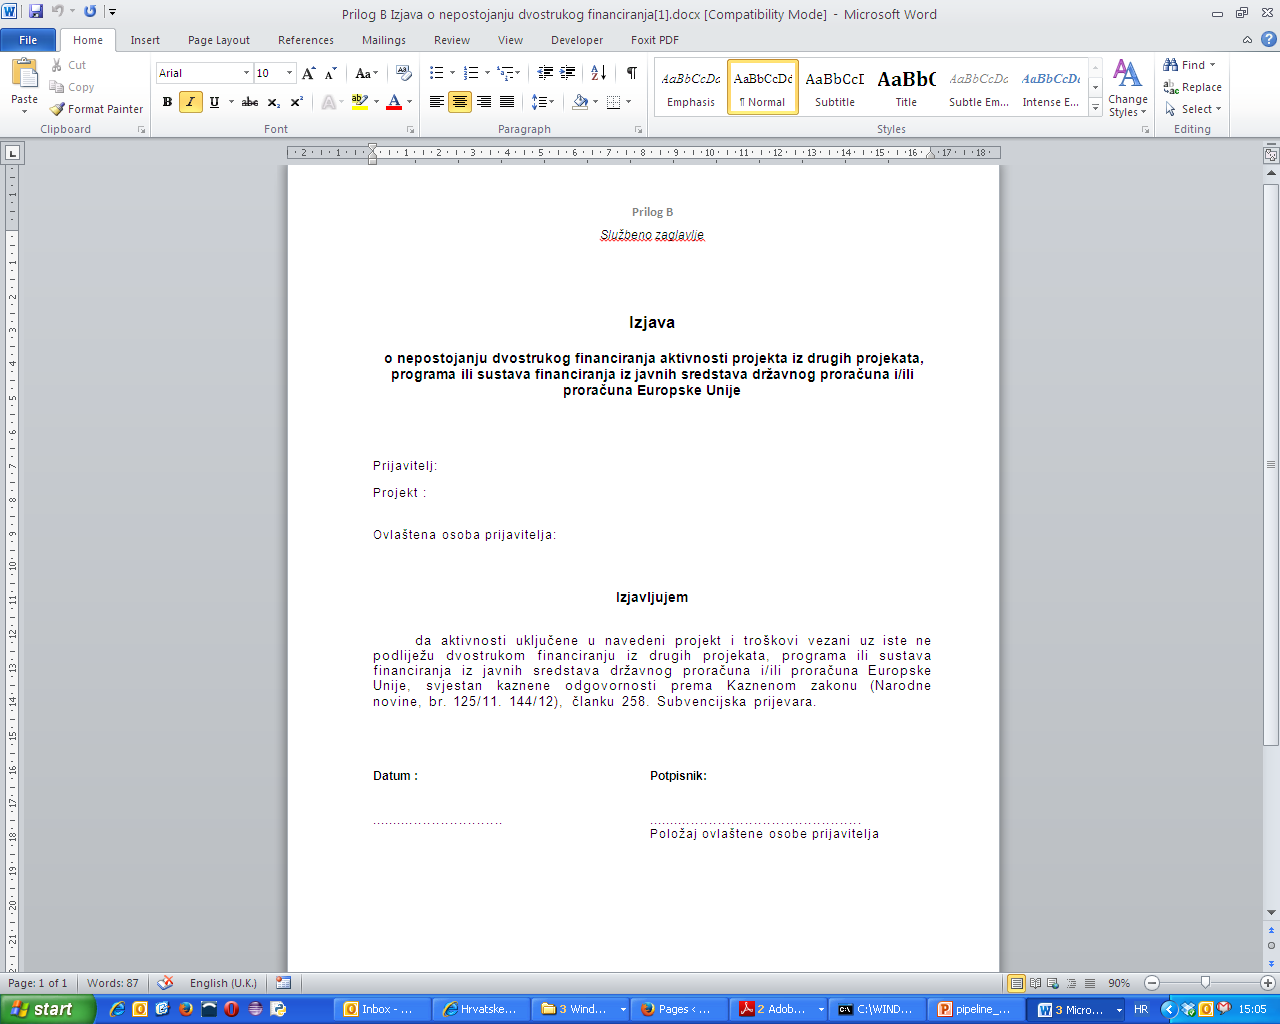 Prilog B Izjava o nepostojanju dvostrukog financiranja[1].docx [Compatibility Mode] - Microsoft Word
File Home Insert Page Layout References Mailings Review View Developer Foxit PDF
Paste
Cut
Copy
Format Painter
Clipboard
Arial 10
Font
Paragraph
AaBbCcDc AaBbCcDc AaBbCcD AaBbC AaBbCcDc AaBbCcDc
Emphasis ¶ Normal Subtitle Title Subtle Em... Intense E...
Change Styles
Styles
Find
Replace
Select
Editing
Prilog B
Službeno zaglavlje
Izjava
o nepostojanju dvostrukog financiranja aktivnosti projekta iz drugih projekata,
programa ili sustava financiranja iz javnih sredstava državnog proračuna i/ili
proračuna Europske Unije
Prijavitelj:
Projekt :
Ovlaštena osoba prijavitelja:
Izjavljujem
da aktivnosti uključene u navedeni projekt i troškovi vezani uz iste ne
podliježu dvostrukom financiranju iz drugih projekata, programa ili sustava
financiranja iz javnih sredstava državnog proračuna i/ili proračuna Europske
Unije, svjestan kaznene odgovornosti prema Kaznenom zakonu (Narodne
novine, br. 125/11. 144/12), članku 258. Subvencijska prijevara.
Datum : Potpisnik:
............................. ...............................................
Položaj ovlaštene osobe prijavitelja
Page: 1 of 1 Words: 87 English (U.K.) 90%
start Inbox - ... Hrvatske... 3 Wind... Pages < ... 2 Adob... C:\WIND... pipeline_... 3 Micro... HR 15:05